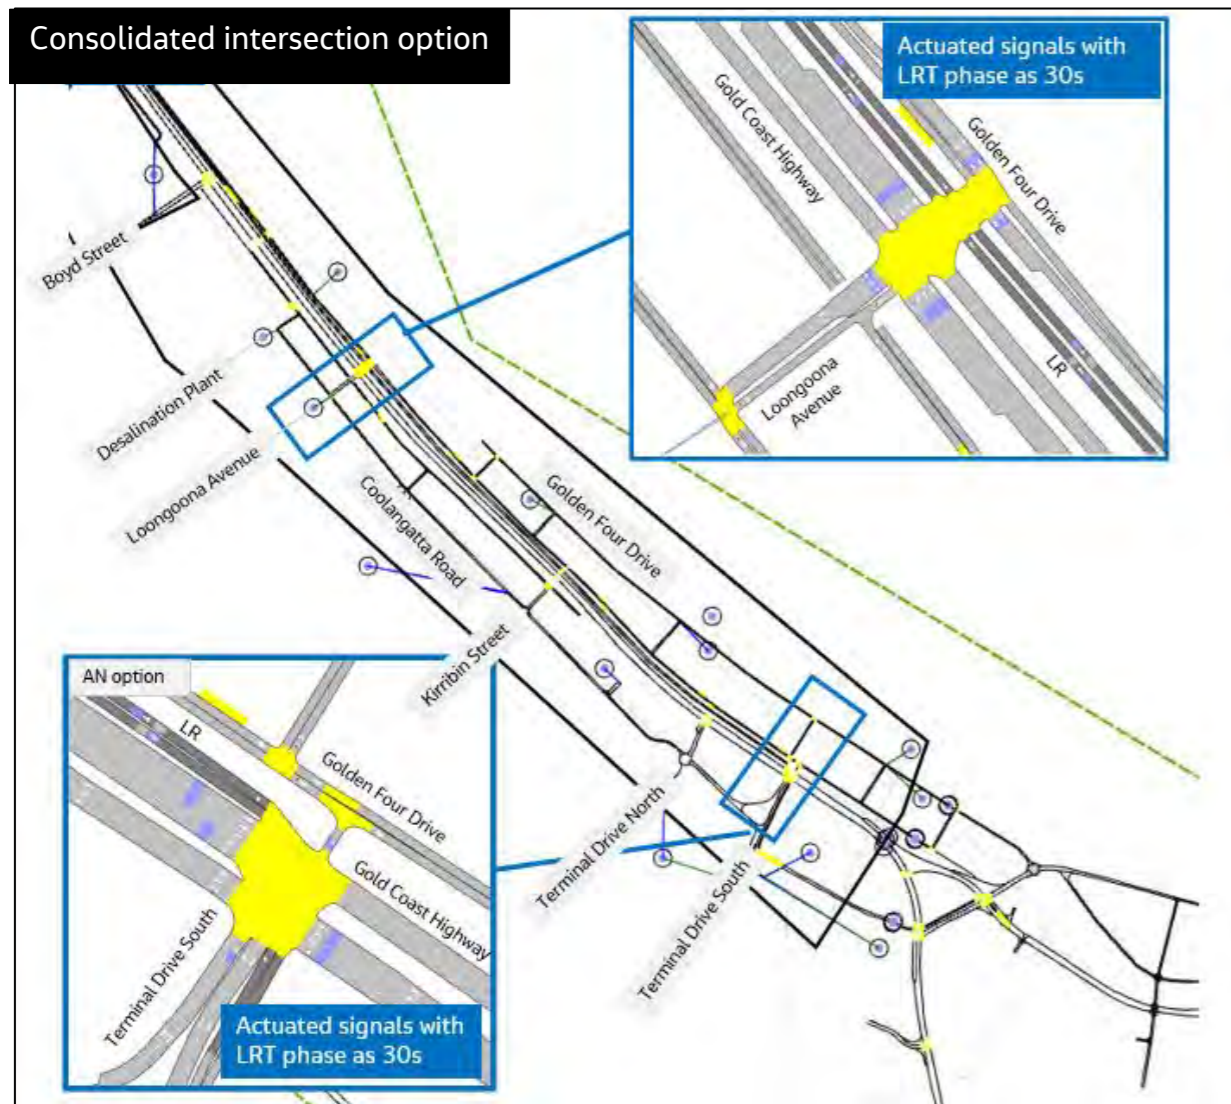 Consolidated intersection option
Actuated signals with
LRT phase as 30s
Gold Coast Highway
Golden Four Drive
LR
Loongoona
Avenue
Boyd Street
Desalination Plant
Loongoona Avenue
Coolangatta Road
Golden Four Drive
Kirribin Street
Terminal Drive North
Terminal Drive South
AN option
LR
Golden Four Drive
Gold Coast Highway
Terminal Drive South
Actuated signals with
LRT phase as 30s